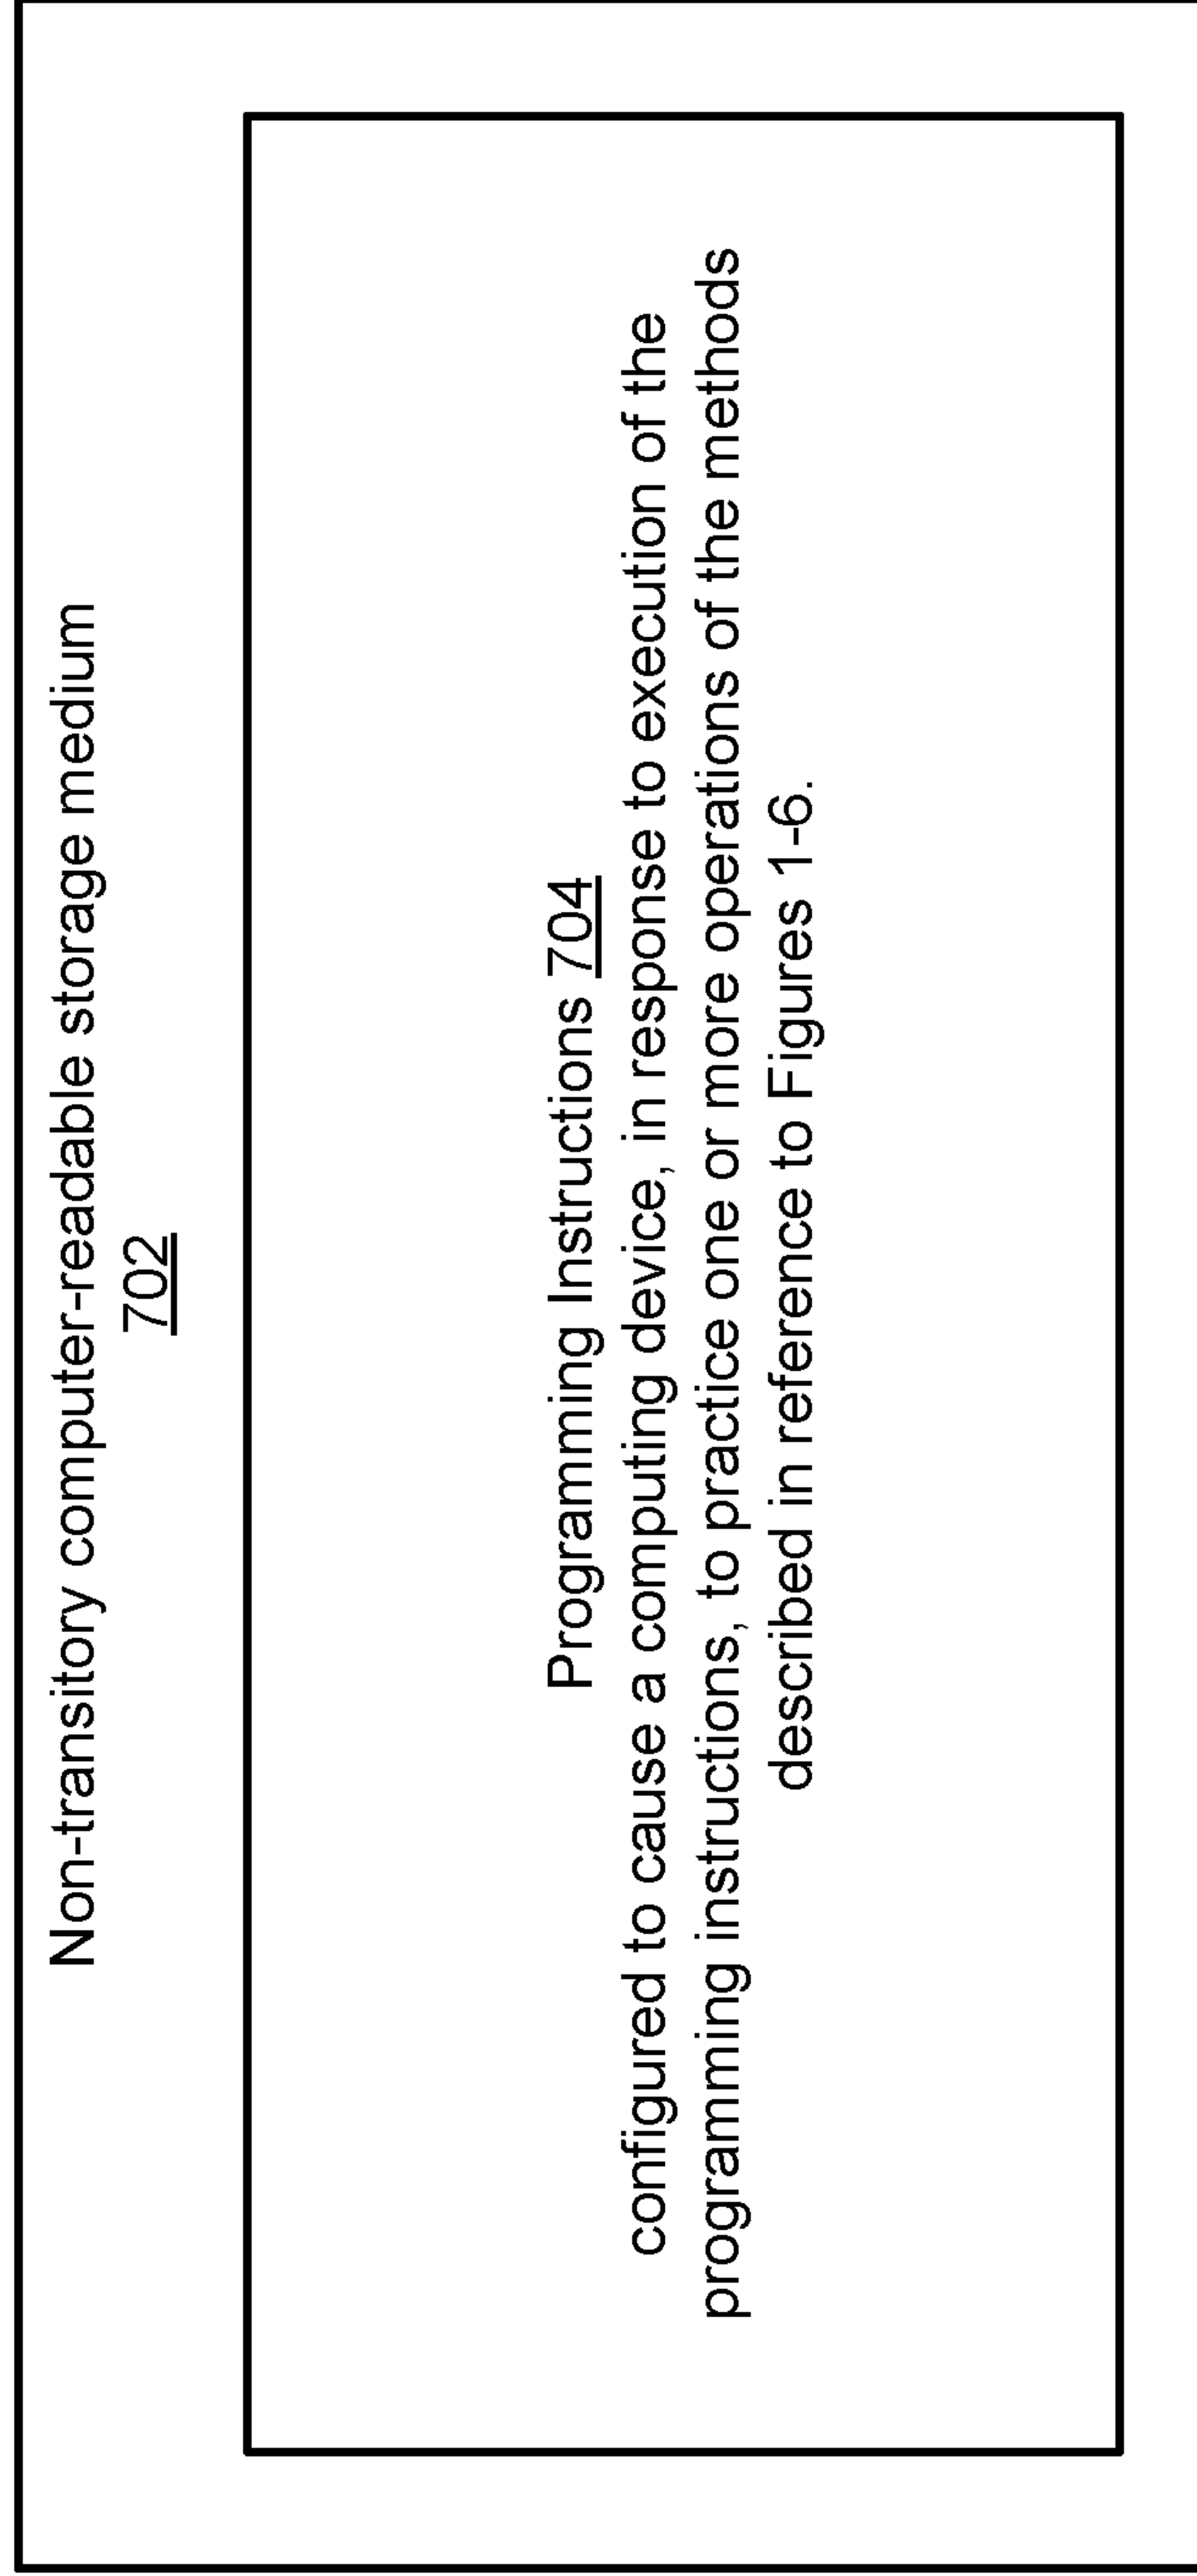 Non-transitory computer-readable storage medium
702
Programming Instructions 704
configured to cause a computing device, in response to execution of the
programming instructions, to practice one or more operations of the methods
described in reference to Figures 1-6.